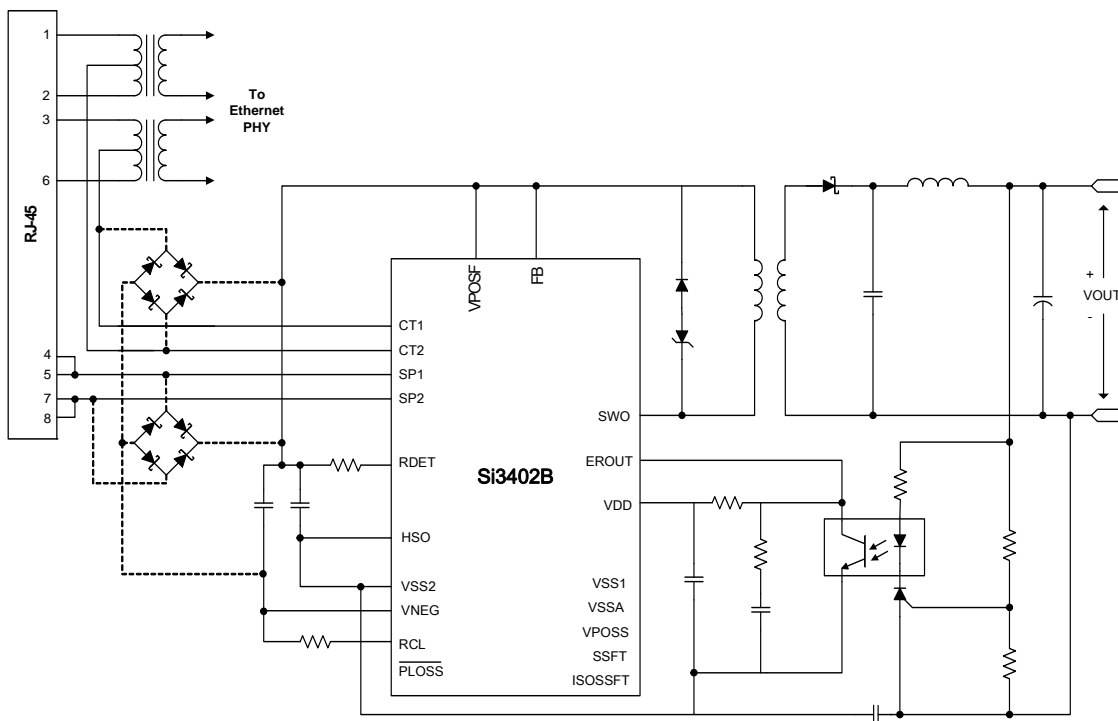 1
2
3
6
RJ-45
4
5
7
8
To
Ethernet
PHY
VPOSF
FB
CT1
CT2
SP1
SP2
RDET
HSO
VSS2
VNEG
RCL
PLOSS
Si3402B
SWO
EROUT
VDD
VSS1
VSSA
VPOSS
SSFT
ISOSSFT
+
VOUT
-